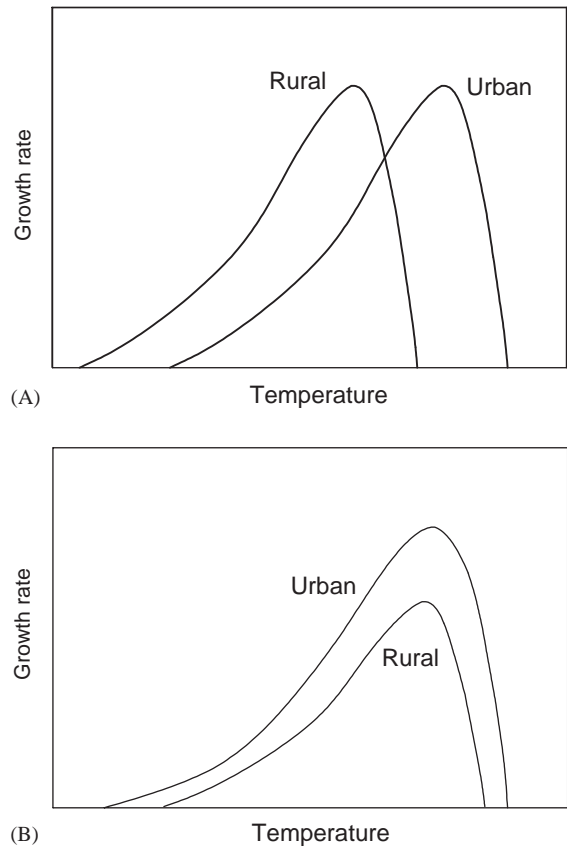 Rural
Urban
Growth rate
(A)
Temperature
Urban
Rural
Growth rate
(B)
Temperature